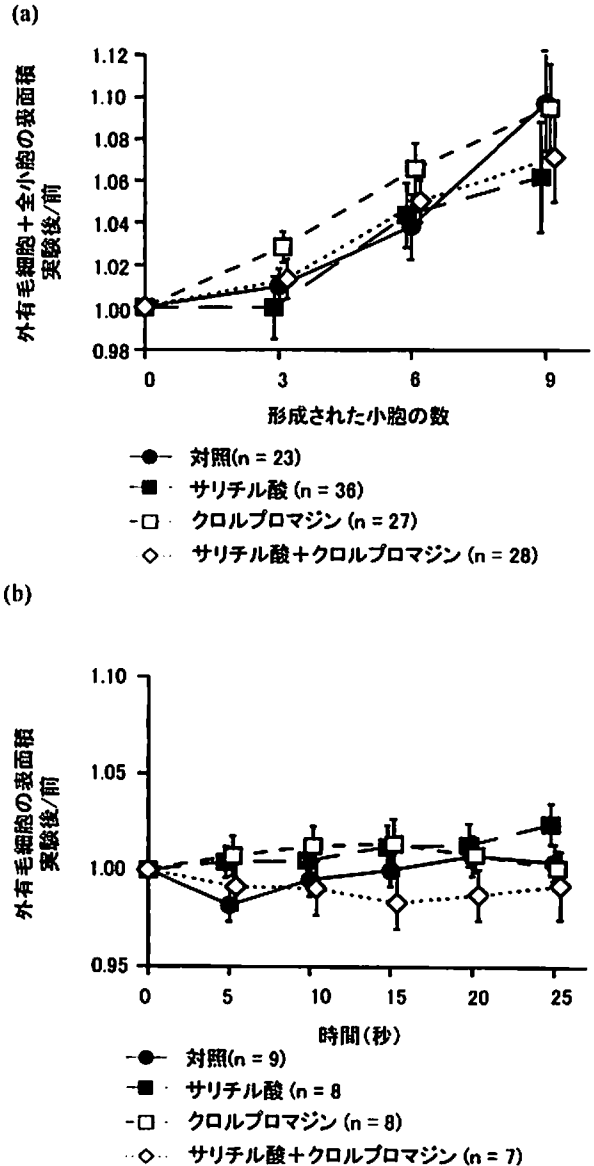 (a)
外有毛細胞＋全小胞の表面積
実験後/前
1.12
1.10
1.08
1.06
1.04
1.02
1.00
0.98
0
3
6
9
形成された小胞の数
対照(n = 23)
サリチル酸 (n = 36)
クロルプロマジン (n = 27)
サリチル酸＋クロルプロマジン (n = 28)
(b)
外有毛細胞の表面積
実験後/前
1.10
1.05
1.00
0.95
0
5
10
15
20
25
時間(秒)
対照(n = 9)
サリチル酸 (n = 8
クロルプロマジン (n = 8)
サリチル酸＋クロルプロマジン (n = 7)